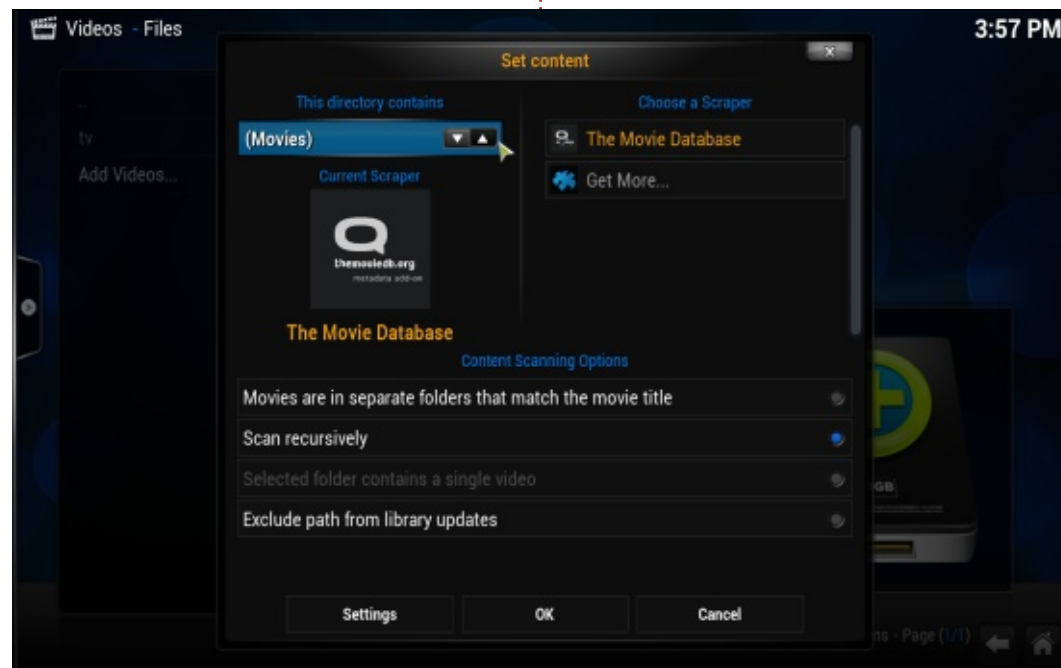 Videos - Files
3:57 PM
Set content
x
..
tv
Add Videos...
This directory contains
(Movies)
Current Scraper
themoviedb.org
metadata add-on
The Movie Database
Choose a Scraper
The Movie Database
Get More...
Content Scanning Options
Movies are in separate folders that match the movie title
Scan recursively
Selected folder contains a single video
Exclude path from library updates
GB
Settings
OK
Cancel
ns - Page (1/1)